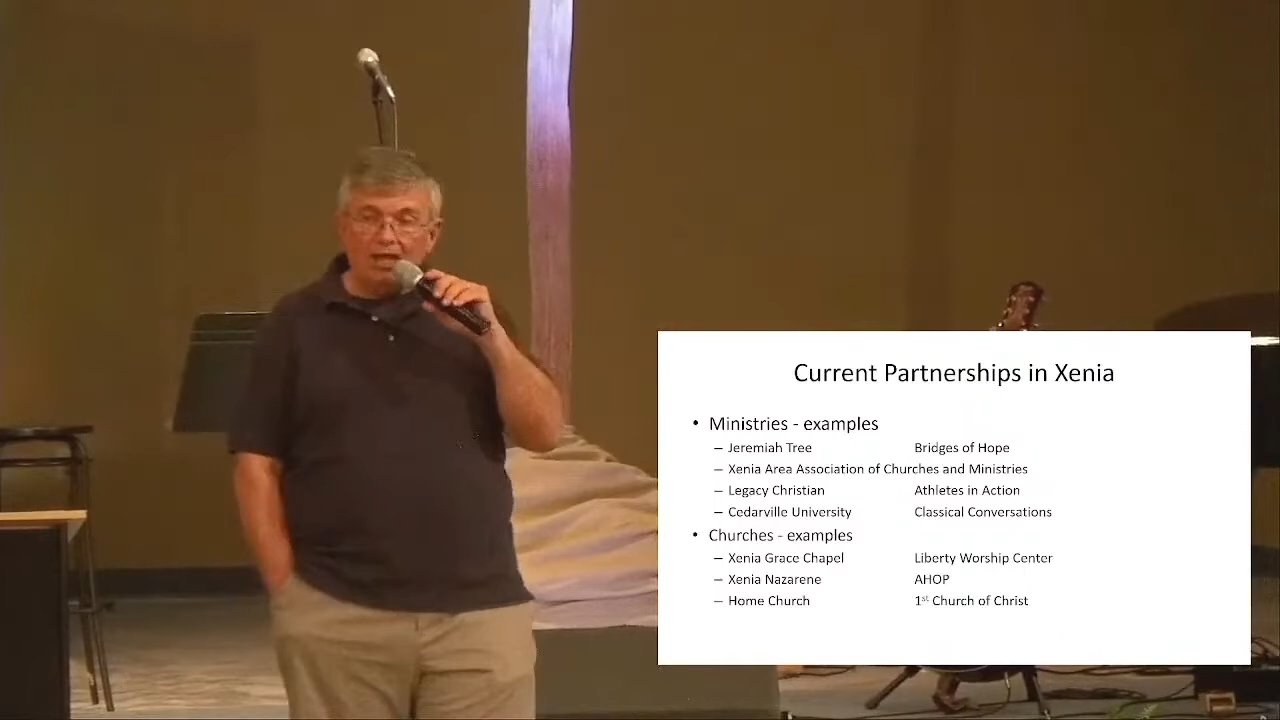 Current Partnerships in Xenia
• Ministries - examples
– Jeremiah Tree Bridges of Hope
– Xenia Area Association of Churches and Ministries
– Legacy Christian Athletes in Action
– Cedarville University Classical Conversations
• Churches - examples
– Xenia Grace Chapel Liberty Worship Center
– Xenia Nazarene AHOP
– Home Church 1st Church of Christ